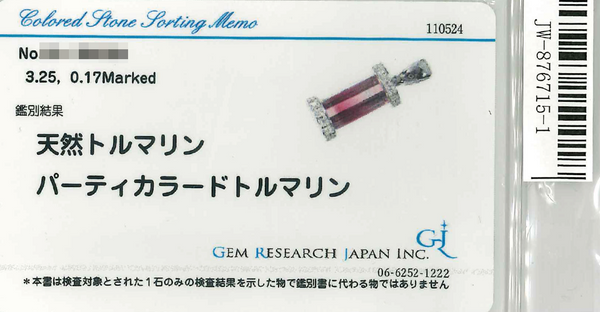 Colored Stone Sorting Memo
110524
No
3.25, 0.17Marked
鑑別結果
天然トルマリン
パーティカラードトルマリン
GEM RESEARCH JAPAN INC.
GRJ
06-6252-1222
*本書は検査対象とされた1石のみの検査結果を示した物で鑑別書に代わる物ではありません
JW-876715-1